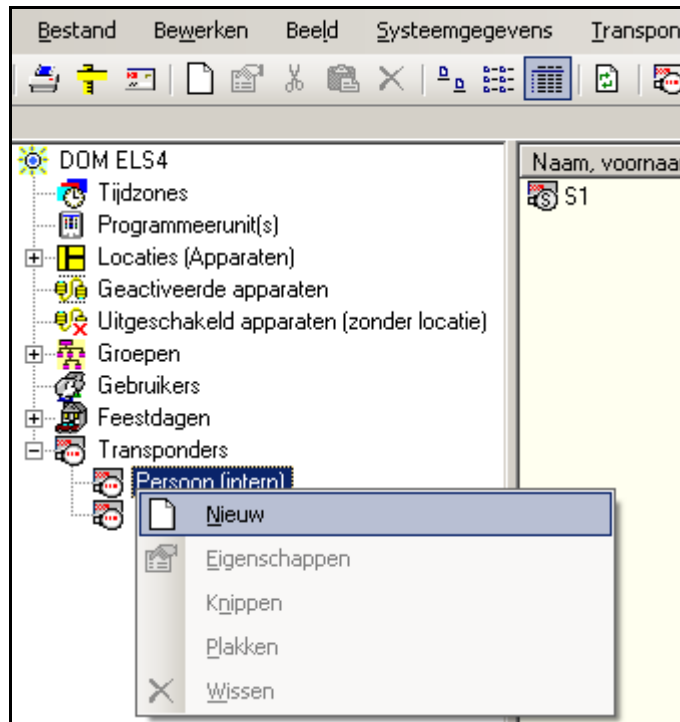 Bestand Bewerken Beeld Systeemgegevens Transpon
DOM ELS4
Tijdzones
Programmeerunit(s)
Locaties (Apparaten)
Geactiveerde apparaten
Uitgeschakeld apparaten (zonder locatie)
Groepen
Gebruikers
Feestdagen
Transponders
Persoon (intern)
Nieuw
Eigenschappen
Knippen
Plakken
Wissen
Naam, voornaa
S1